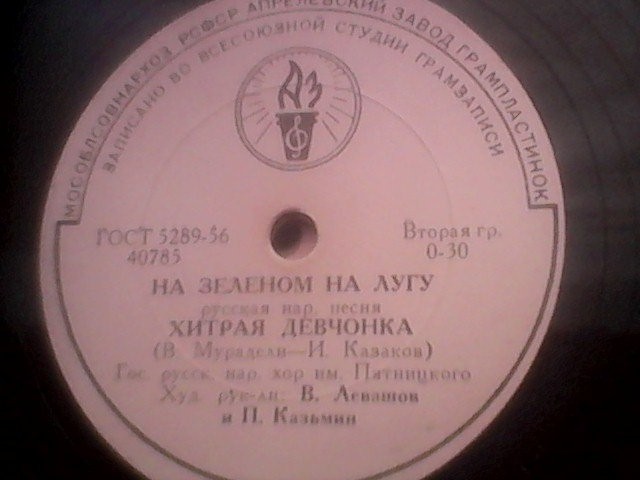 МОСОБЛСОВНАРХОЗ РСФСР АПРЕЛЕВСКИЙ ЗАВОД ГРАМПЛАСТИНОК
ЗАПИСАНО ВО ВСЕСОЮЗНОЙ СТУДИИ ГРАМЗАПИСИ
АЗ
ГОСТ 5289-56
40785
Вторая гр.
0-30
НА ЗЕЛЕНОМ НА ЛУГУ
русская нар. песня
ХИТРАЯ ДЕВЧОНКА
(В. Мурадели—И. Казаков)
Гос. русск. нар. хор им. Пятницкого
Худ. рук-ли: В. Левашов
и П. Казьмин